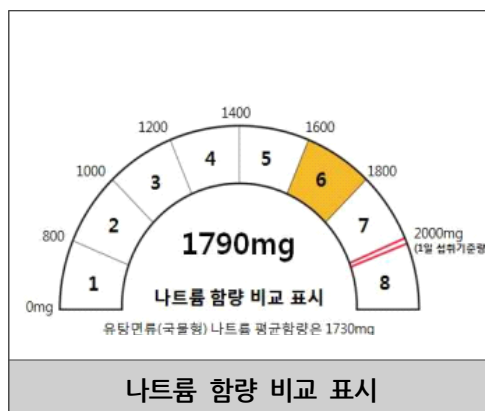 1400
1200
1600
1000
1800
800
2000mg
(1일 섭취기준량
0mg
1
2
3
4
5
6
7
8
1790mg
나트륨 함량 비교 표시
유탕면류(국물형) 나트륨 평균함량은 1730mg
나트륨 함량 비교 표시